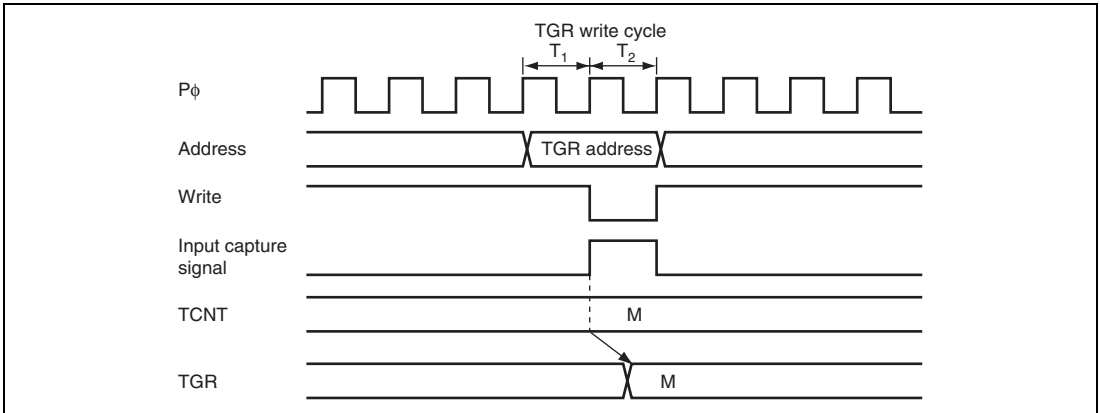 TGR write cycle
T1 T2
Pϕ
Address
TGR address
Write
Input capture
signal
TCNT
M
TGR
M